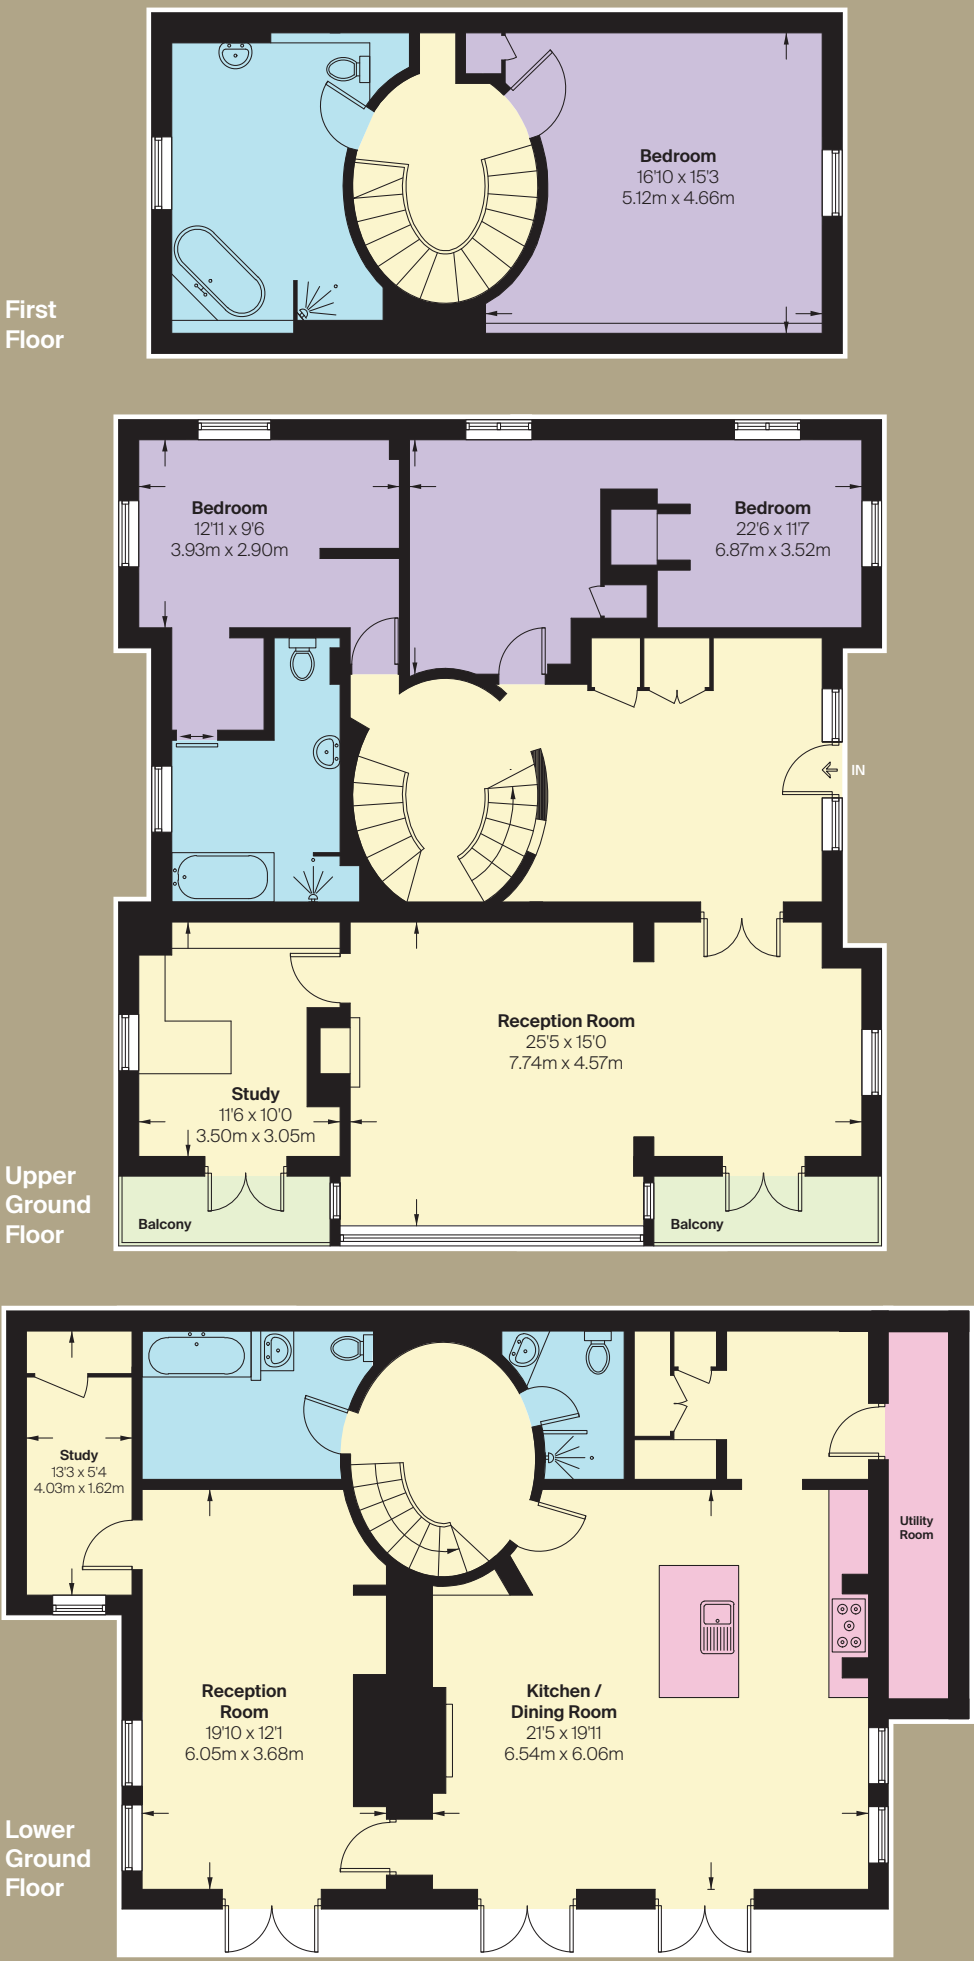 Bedroom
16'10 x 15'3
5.12m x 4.66m
First
Floor
Bedroom
12'11 x 9'6
3.93m x 2.90m
Bedroom
22'6 x 11'7
6.87m x 3.52m
IN
Reception Room
25'5 x 15'0
7.74m x 4.57m
Study
11'6 x 10'0
3.50m x 3.05m
Upper
Ground
Floor
Balcony
Balcony
Study
13'3 x 5'4
4.03m x 1.62m
Utility
Room
Reception
Room
19'10 x 12'1
6.05m x 3.68m
Kitchen /
Dining Room
21'5 x 19'11
6.54m x 6.06m
Lower
Ground
Floor